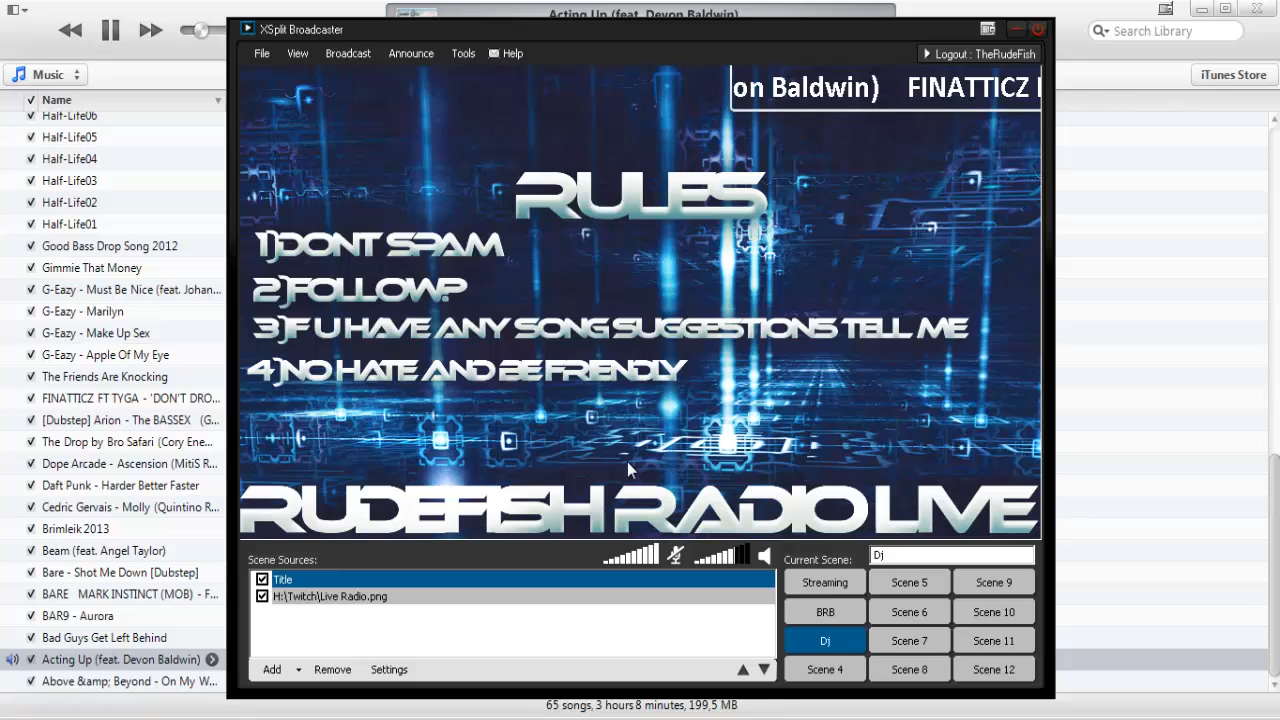 Acting Up (feat. Devon Baldwin)
XSplit Broadcaster
File View Broadcast Announce Tools Help
Logout : TheRudeFish
Search Library
Music
iTunes Store
Name
on Baldwin) FINATTICZ
Half-Life06
Half-Life05
Half-Life04
Half-Life03
Half-Life02
Half-Life01
Good Bass Drop Song 2012
Gimmie That Money
G-Eazy - Must Be Nice (feat. Johan...
G-Eazy - Marilyn
G-Eazy - Make Up Sex
G-Eazy - Apple Of My Eye
The Friends Are Knocking
FINATICZ FT TYGA - 'DON'T DRO...
[Dubstep] Arion - The BASSEX (G...
The Drop by Bro Safari (Cory Ene...
Dope Arcade - Ascension (MitiS R...
Daft Punk - Harder Better Faster
Cedric Gervais - Molly (Quintino R...
Brimleik 2013
Beam (feat. Angel Taylor)
Bare - Shot Me Down [Dubstep]
BARE MARK INSTINCT (MOB) - F...
BAR9 - Aurora
Bad Guys Get Left Behind
Acting Up (feat. Devon Baldwin)
Above &amp; Beyond - On My W...
RULES
1)DONT SPAM
2)FOLLOW?
3)IF U HAVE ANY SONG SUGGESTIONS TELL ME
4)NO HATE AND BE FRIENDLY
RUDEFISH RADIO LIVE
Scene Sources:
Title
H:\Twitch\Live Radio.png
Add Remove Settings
Current Scene: Dj
Streaming Scene 5 Scene 9
BRB Scene 6 Scene 10
Dj Scene 7 Scene 11
Scene 4 Scene 8 Scene 12
65 songs, 3 hours 8 minutes, 199,5 MB